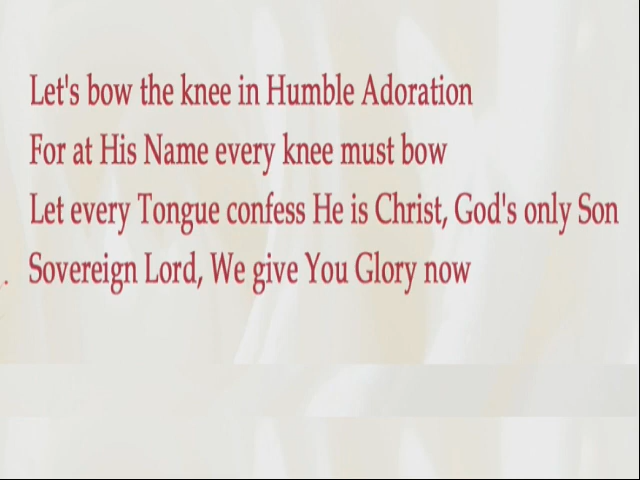 Let's bow the knee in Humble Adoration
For at His Name every knee must bow
Let every Tongue confess He is Christ, God's only Son
Sovereign Lord, We give You Glory now